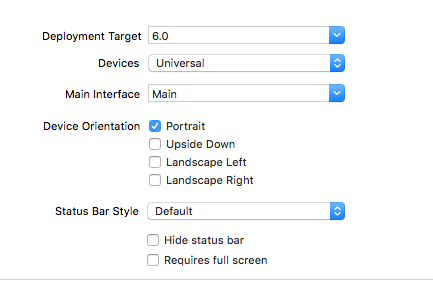 Deployment Target 6.0
Devices Universal
Main Interface Main
Device Orientation Portrait
Upside Down
Landscape Left
Landscape Right
Status Bar Style Default
Hide status bar
Requires full screen